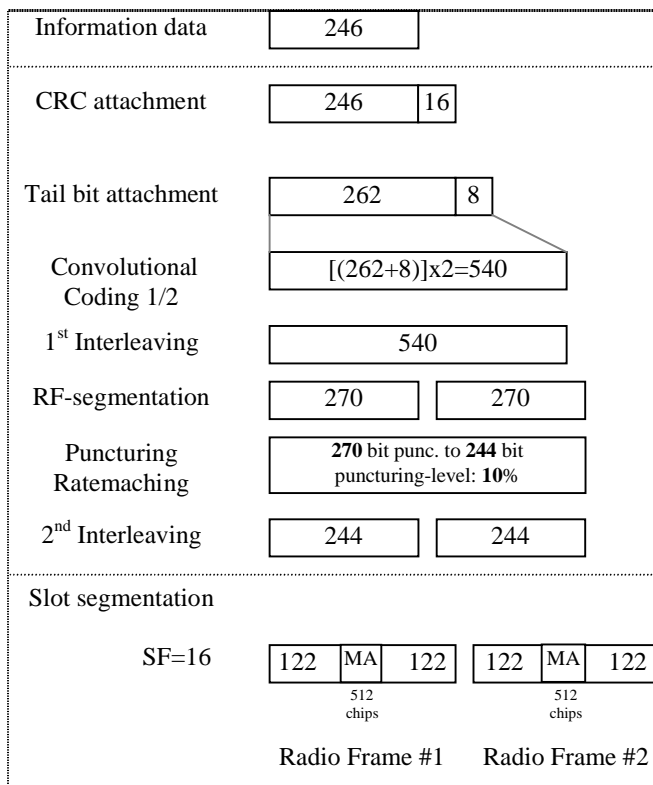 Information data
246
CRC attachment
246 16
Tail bit attachment
262 8
Convolutional
Coding 1/2
[(262+8)]x2=540
1st Interleaving
540
RF-segmentation
270 270
Puncturing
Ratemaching
270 bit punc. to 244 bit
puncturing-level: 10%
2nd Interleaving
244 244
Slot segmentation
SF=16
122 MA 122 122 MA 122
512
chips
512
chips
Radio Frame #1 Radio Frame #2